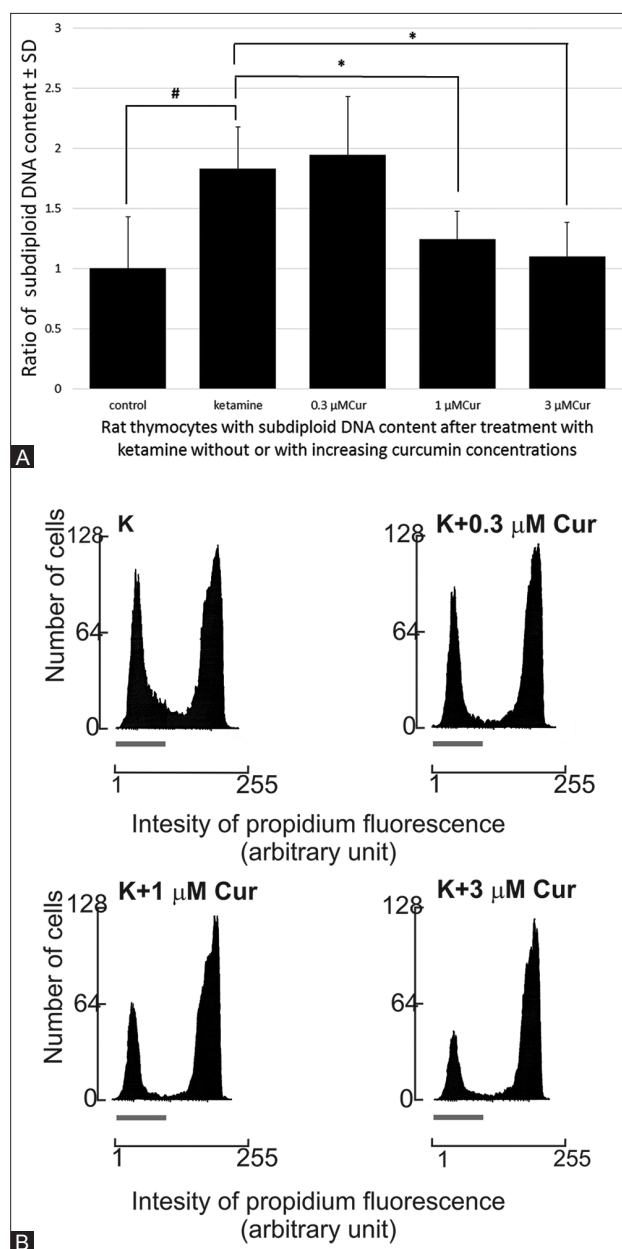 3
2.5
2
1.5
1
0.5
0
Ratio of subdiploid DNA content ± SD
#
*
*
control ketamine 0.3 µMCur 1 µMCur 3 µMCur
Rat thymocytes with subdiploid DNA content after treatment with
ketamine without or with increasing curcumin concentrations
A
K
Number of cells
128
64
0
1 255
K+0.3 µM Cur
128
64
0
1 255
Intesity of propidium fluorescence
(arbitrary unit)
K+1 µM Cur
Number of cells
128
64
0
1 255
K+3 µM Cur
128
64
0
1 255
Intesity of propidium fluorescence
(arbitrary unit)
B